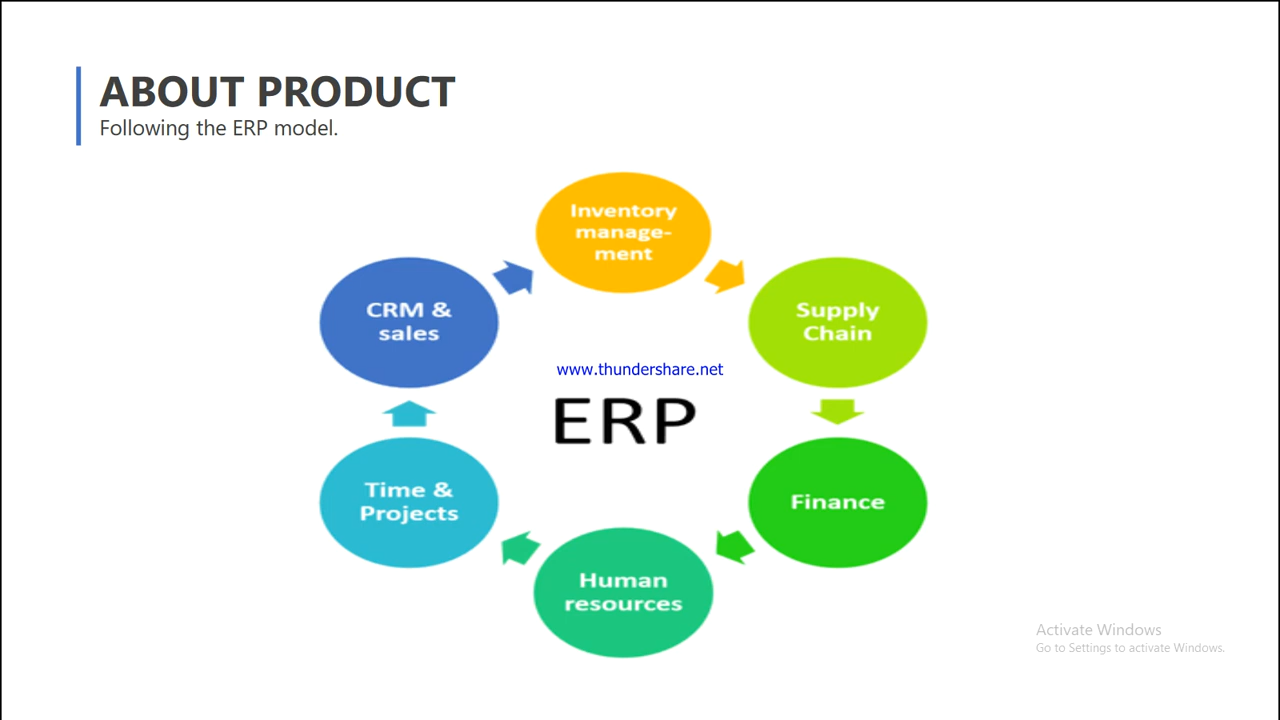 ABOUT PRODUCT
Following the ERP model.
Inventory
manage-
ment
CRM &
sales
Supply
Chain
www.thundershare.net
ERP
Time &
Projects
Finance
Human
resources
Activate Windows
Go to Settings to activate Windows.